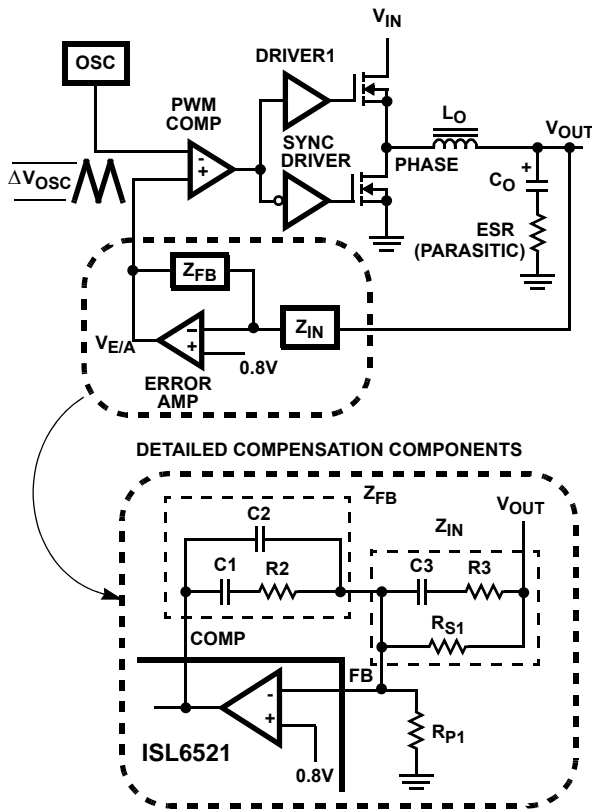 V_IN
DRIVER1
OSC
PWM
COMP
L_O
V_OUT
SYNC
DRIVER
PHASE
-
+
ΔV_OSC
+
C_O
ESR
(PARASITIC)
Z_FB
Z_IN
V_E/A
–
+
0.8V
ERROR
AMP
DETAILED COMPENSATION COMPONENTS
Z_FB
V_OUT
C2
Z_IN
C1
R2
C3
R3
R_S1
COMP
FB
-
+
R_P1
ISL6521
0.8V